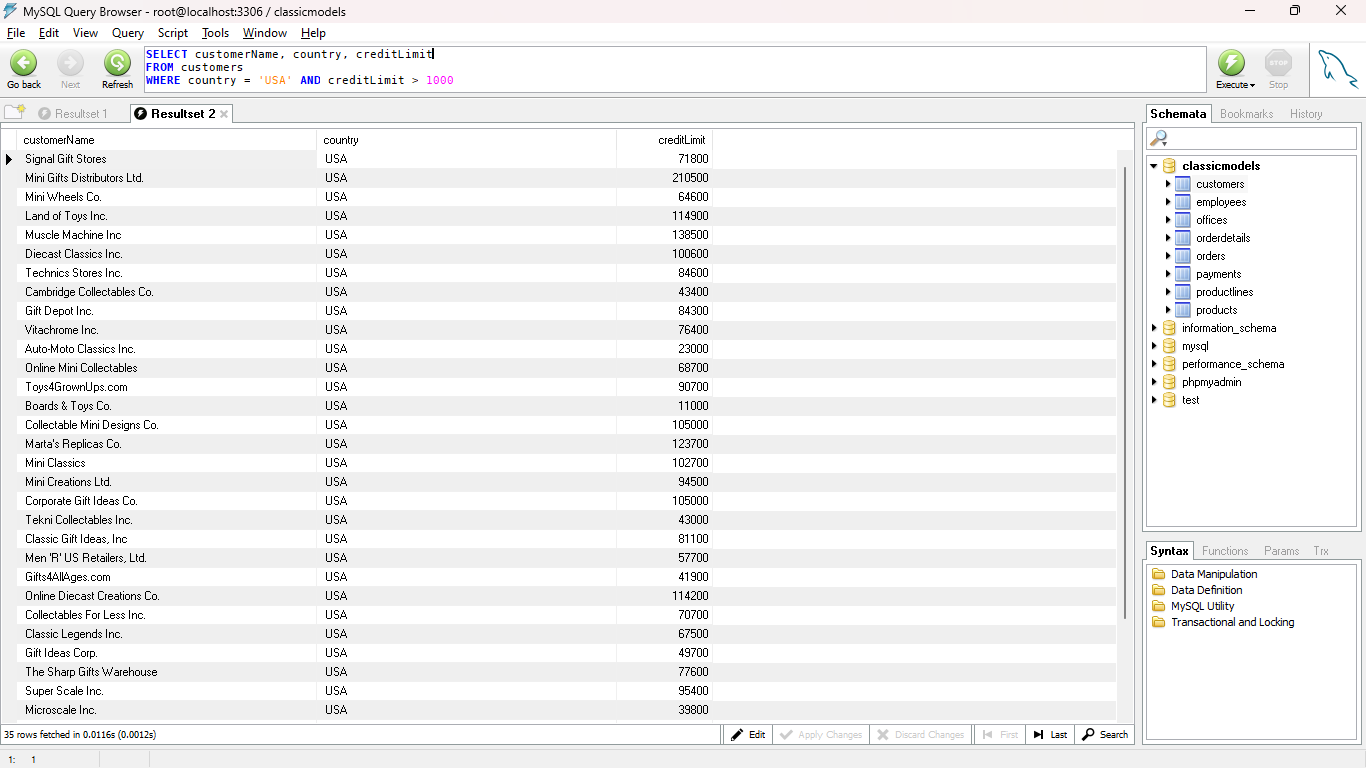 MySQL Query Browser - root@localhost:3306 / classicmodels
File Edit View Query Script Tools Window Help
Go back Next Refresh
SELECT customerName, country, creditLimit
FROM customers
WHERE country = 'USA' AND creditLimit > 1000
Execute STOP Stop
Resultset 1 Resultset 2
customerName country creditLimit
Signal Gift Stores USA 71800
Mini Gifts Distributors Ltd. USA 210500
Mini Wheels Co. USA 64600
Land of Toys Inc. USA 114900
Muscle Machine Inc USA 138500
Diecast Classics Inc. USA 100600
Technics Stores Inc. USA 84600
Cambridge Collectables Co. USA 43400
Gift Depot Inc. USA 84300
Vitachrome Inc. USA 76400
Auto-Moto Classics Inc. USA 23000
Online Mini Collectables USA 68700
Toys4GrownUps.com USA 90700
Boards & Toys Co. USA 11000
Collectable Mini Designs Co. USA 105000
Marta's Replicas Co. USA 123700
Mini Classics USA 102700
Mini Creations Ltd. USA 94500
Corporate Gift Ideas Co. USA 105000
Tekni Collectables Inc. USA 43000
Classic Gift Ideas, Inc USA 81100
Men 'R' US Retailers, Ltd. USA 57700
Gifts4AllAges.com USA 41900
Online Diecast Creations Co. USA 114200
Collectables For Less Inc. USA 70700
Classic Legends Inc. USA 67500
Gift Ideas Corp. USA 49700
The Sharp Gifts Warehouse USA 77600
Super Scale Inc. USA 95400
Microscale Inc. USA 39800
35 rows fetched in 0.0116s (0.0012s)
Edit Apply Changes Discard Changes First Last Search
1: 1
Schemata Bookmarks History
classicmodels
customers
employees
offices
orderdetails
orders
payments
productlines
products
information_schema
mysql
performance_schema
phpmyadmin
test
Syntax Functions Params Trx
Data Manipulation
Data Definition
MySQL Utility
Transactional and Locking